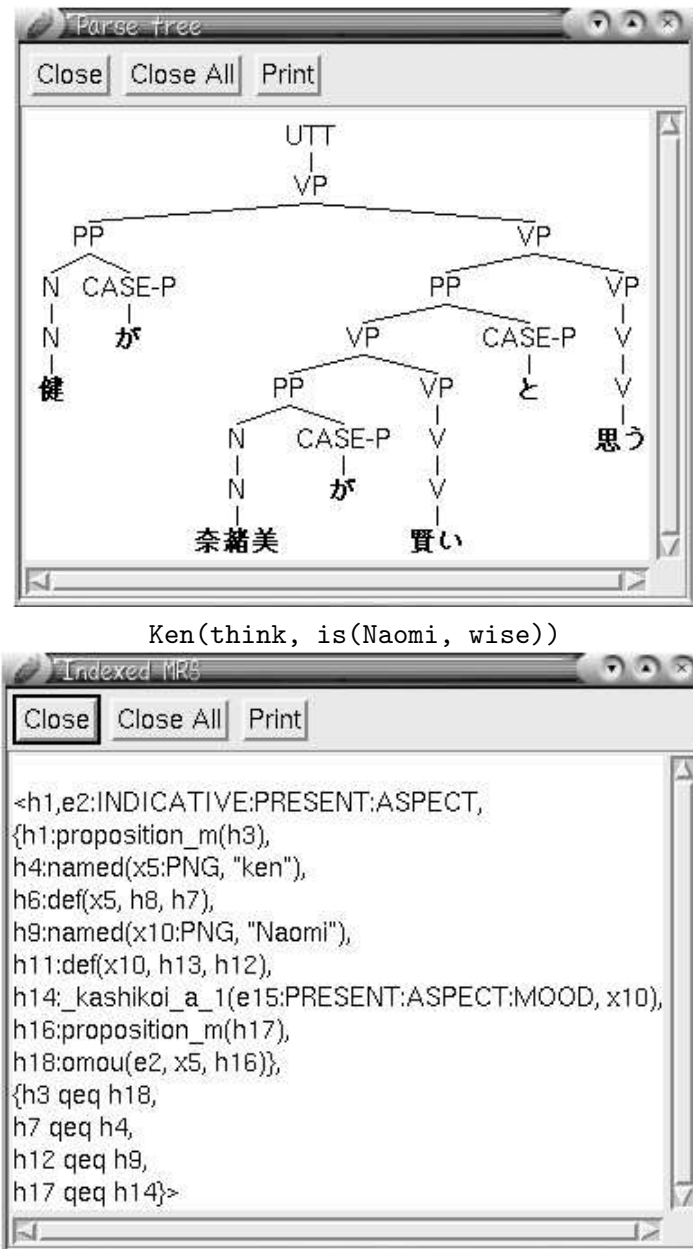 Parse tree
Close Close All Print
UTT
VP
PP VP
N CASE-P PP VP
N が VP CASE-P V
健 PP VP と V
N CASE-P V 思う
N が V
奈緒美 賢い
Ken(think, is(Naomi, wise))
Indexed MRS
Close Close All Print
<h1,e2:INDICATIVE:PRESENT:ASPECT,
{h1:proposition_m(h3),
h4:named(x5:PNG, "ken"),
h6:def(x5, h8, h7),
h9:named(x10:PNG, "Naomi"),
h11:def(x10, h13, h12),
h14:_kashikoi_a_1(e15:PRESENT:ASPECT:MOOD, x10),
h16:proposition_m(h17),
h18:omou(e2, x5, h16)},
{h3 qeq h18,
h7 qeq h4,
h12 qeq h9,
h17 qeq h14}>